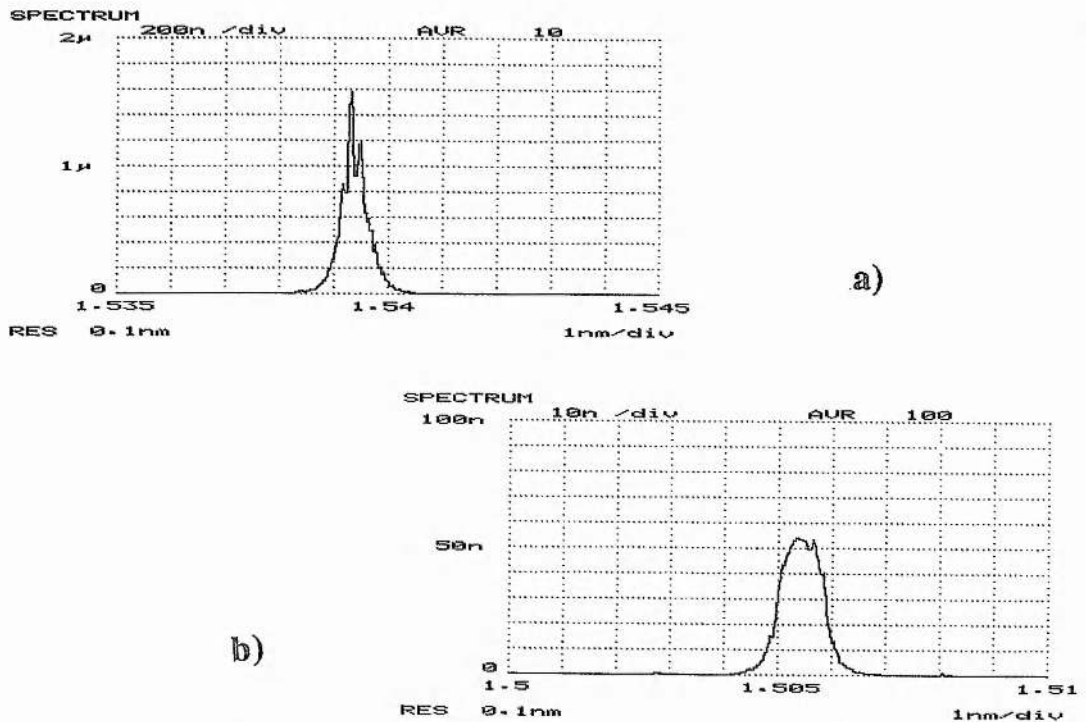 SPECTRUM
200n /div AVR 10
2μ
1μ
0
1.535 1.54 1.545
RES 0.1nm 1nm/div
a)
SPECTRUM
10n /div AVR 100
100n
50n
0
1.5 1.505 1.51
RES 0.1nm 1nm/div
b)